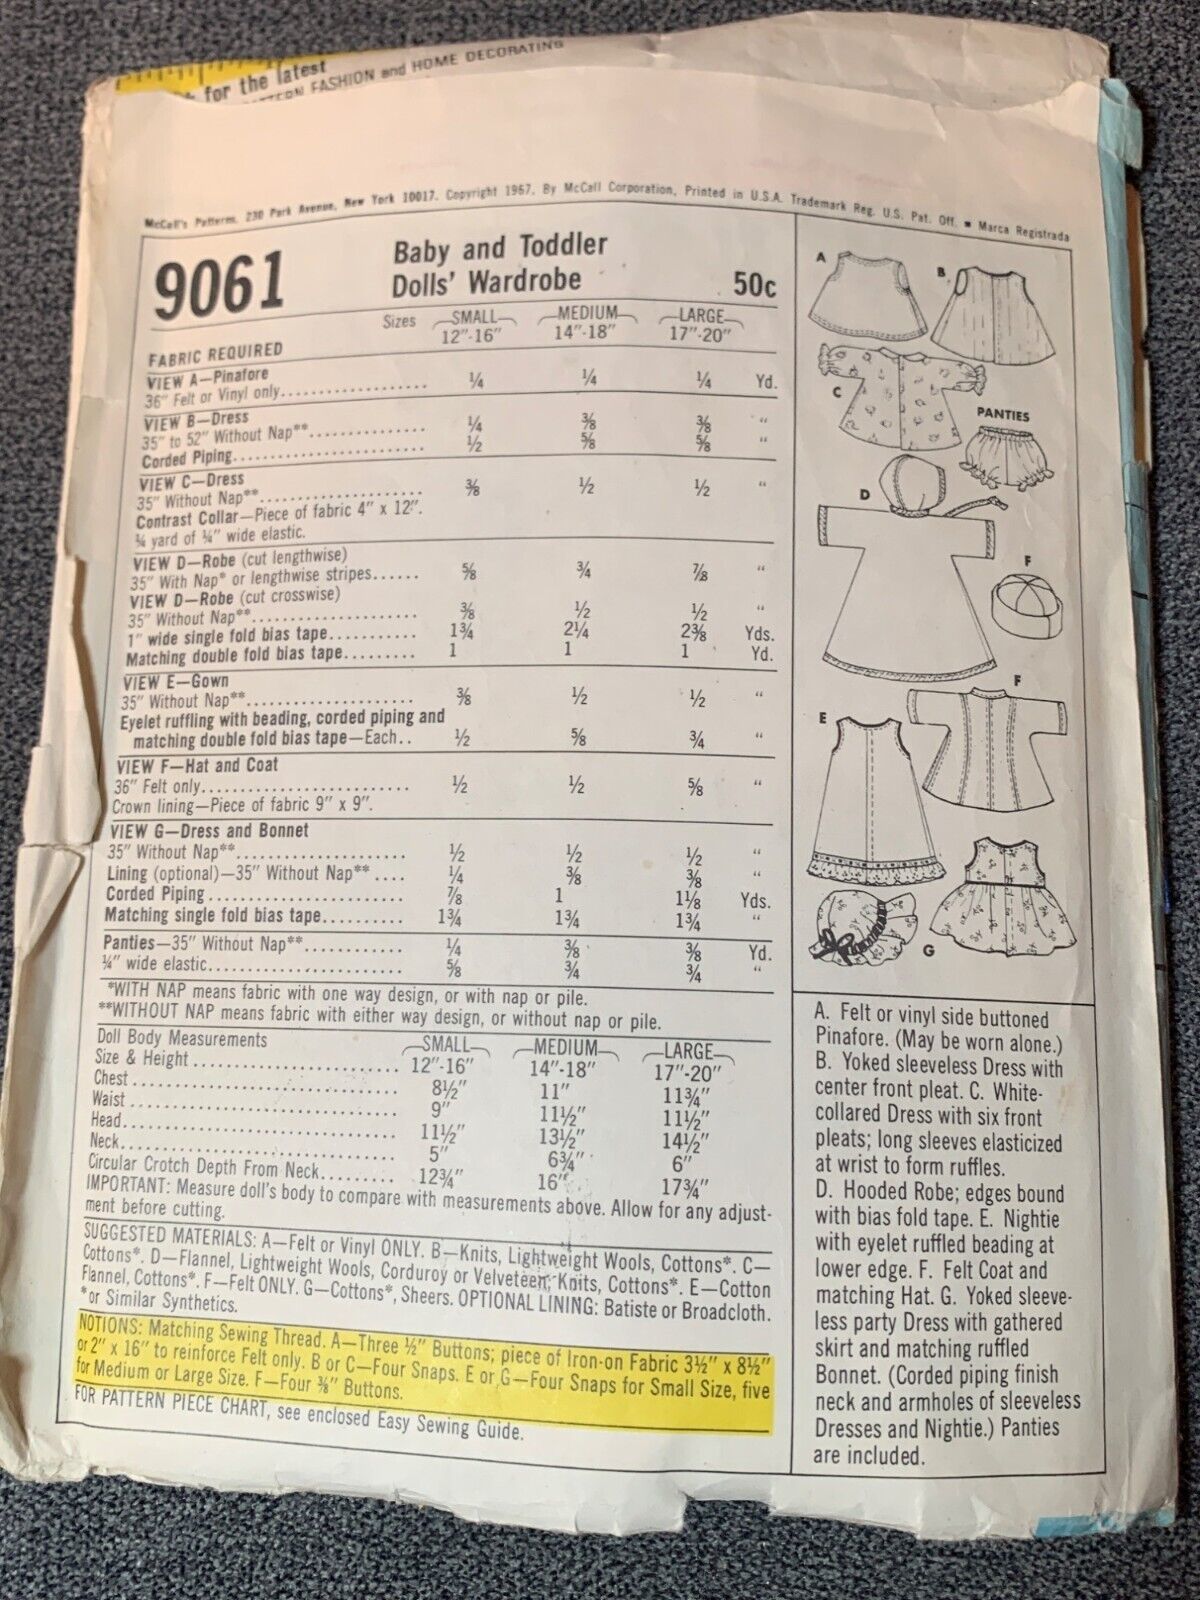 for the latest
PATTERN FASHION and HOME DECORATING
McCall's Patterns, 230 Park Avenue, New York 10017. Copyright 1967, By McCall Corporation, Printed in U.S.A. Trademark Reg. U.S. Pat. Off. ■ Marca Registrada
9061 Baby and Toddler
Dolls' Wardrobe 50c
Sizes SMALL MEDIUM LARGE
12"-16" 14"-18" 17"-20"
FABRIC REQUIRED
VIEW A—Pinafore
36" Felt or Vinyl only.............. ¼ ¼ ¼ Yd.
VIEW B—Dress
35" to 52" Without Nap**.............. ¼ ⅜ ⅜ "
Corded Piping.............. ½ ⅝ ⅝ "
VIEW C—Dress
35" Without Nap**.............. ⅜ ½ ½ "
Contrast Collar—Piece of fabric 4" x 12".
¾ yard of ¼" wide elastic.
VIEW D—Robe (cut lengthwise)
35" With Nap* or lengthwise stripes...... ⅝ ¾ ⅞ "
VIEW D—Robe (cut crosswise)
35" Without Nap**.............. ⅜ ½ ½ "
1" wide single fold bias tape........... 1¾ 2¼ 2⅜ Yds.
Matching double fold bias tape......... 1 1 1 Yd.
VIEW E—Gown
35" Without Nap**.............. ⅜ ½ ½ "
Eyelet ruffling with beading, corded piping and
matching double fold bias tape—Each.. ½ ⅝ ¾ "
VIEW F—Hat and Coat
36" Felt only.............. ½ ½ ⅝ "
Crown lining—Piece of fabric 9" x 9".
VIEW G—Dress and Bonnet
35" Without Nap**.............. ½ ½ ½ "
Lining (optional)—35" Without Nap** .... ¼ ⅜ ⅜ "
Corded Piping .............. ⅞ 1 1⅛ Yds.
Matching single fold bias tape.......... 1¾ 1¾ 1¾ "
Panties—35" Without Nap**............ ¼ ⅜ ⅜ Yd.
¼" wide elastic.............. ⅝ ¾ ¾ "
*WITH NAP means fabric with one way design, or with nap or pile.
**WITHOUT NAP means fabric with either way design, or without nap or pile.
Doll Body Measurements SMALL MEDIUM LARGE
Size & Height .............. 12"-16" 14"-18" 17"-20"
Chest .............. 8½" 11" 11¾"
Waist .............. 9" 11½" 11½"
Head.............. 11½" 13½" 14½"
Neck.............. 5" 6¾" 6"
Circular Crotch Depth From Neck......... 12¾" 16" 17¾"
IMPORTANT: Measure doll's body to compare with measurements above. Allow for any adjust-
ment before cutting.
SUGGESTED MATERIALS: A—Felt or Vinyl ONLY. B—Knits, Lightweight Wools, Cottons*. C—
Cottons*. D—Flannel, Lightweight Wools, Corduroy or Velveteen, Knits, Cottons*. E—Cotton
Flannel, Cottons*. F—Felt ONLY. G—Cottons*, Sheers. OPTIONAL LINING: Batiste or Broadcloth.
*or Similar Synthetics.
NOTIONS: Matching Sewing Thread. A—Three ½" Buttons; piece of Iron-on Fabric 3½" x 8½"
or 2" x 16" to reinforce Felt only. B or C—Four Snaps. E or G—Four Snaps for Small Size, five
for Medium or Large Size. F—Four ⅜" Buttons.
FOR PATTERN PIECE CHART, see enclosed Easy Sewing Guide.
A
B
C
PANTIES
D
F
F
E
G
A. Felt or vinyl side buttoned
Pinafore. (May be worn alone.)
B. Yoked sleeveless Dress with
center front pleat. C. White-
collared Dress with six front
pleats; long sleeves elasticized
at wrist to form ruffles.
D. Hooded Robe; edges bound
with bias fold tape. E. Nightie
with eyelet ruffled beading at
lower edge. F. Felt Coat and
matching Hat. G. Yoked sleeve-
less party Dress with gathered
skirt and matching ruffled
Bonnet. (Corded piping finish
neck and armholes of sleeveless
Dresses and Nightie.) Panties
are included.